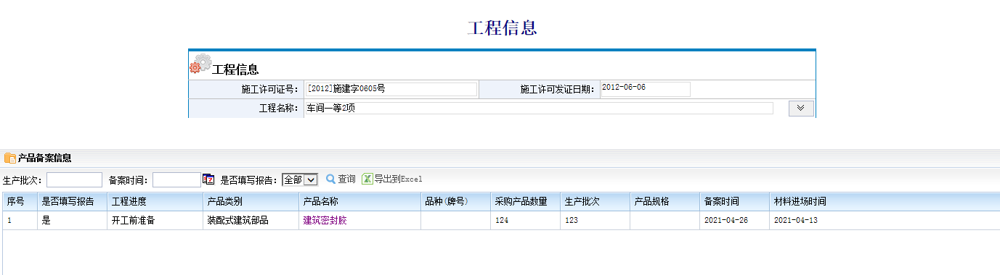 工程信息
工程信息
施工许可证号： [2012]施建字0605号 施工许可发证日期： 2012-06-06
工程名称： 车间一等2项
产品备案信息
生产批次： 备案时间： 是否填写报告： 全部 查询 导出到Excel
序号 是否填写报告 工程进度 产品类别 产品名称 品种(牌号) 采购产品数量 生产批次 产品规格 备案时间 材料进场时间
1 是 开工前准备 装配式建筑部品 建筑密封胶 124 123 2021-04-26 2021-04-13